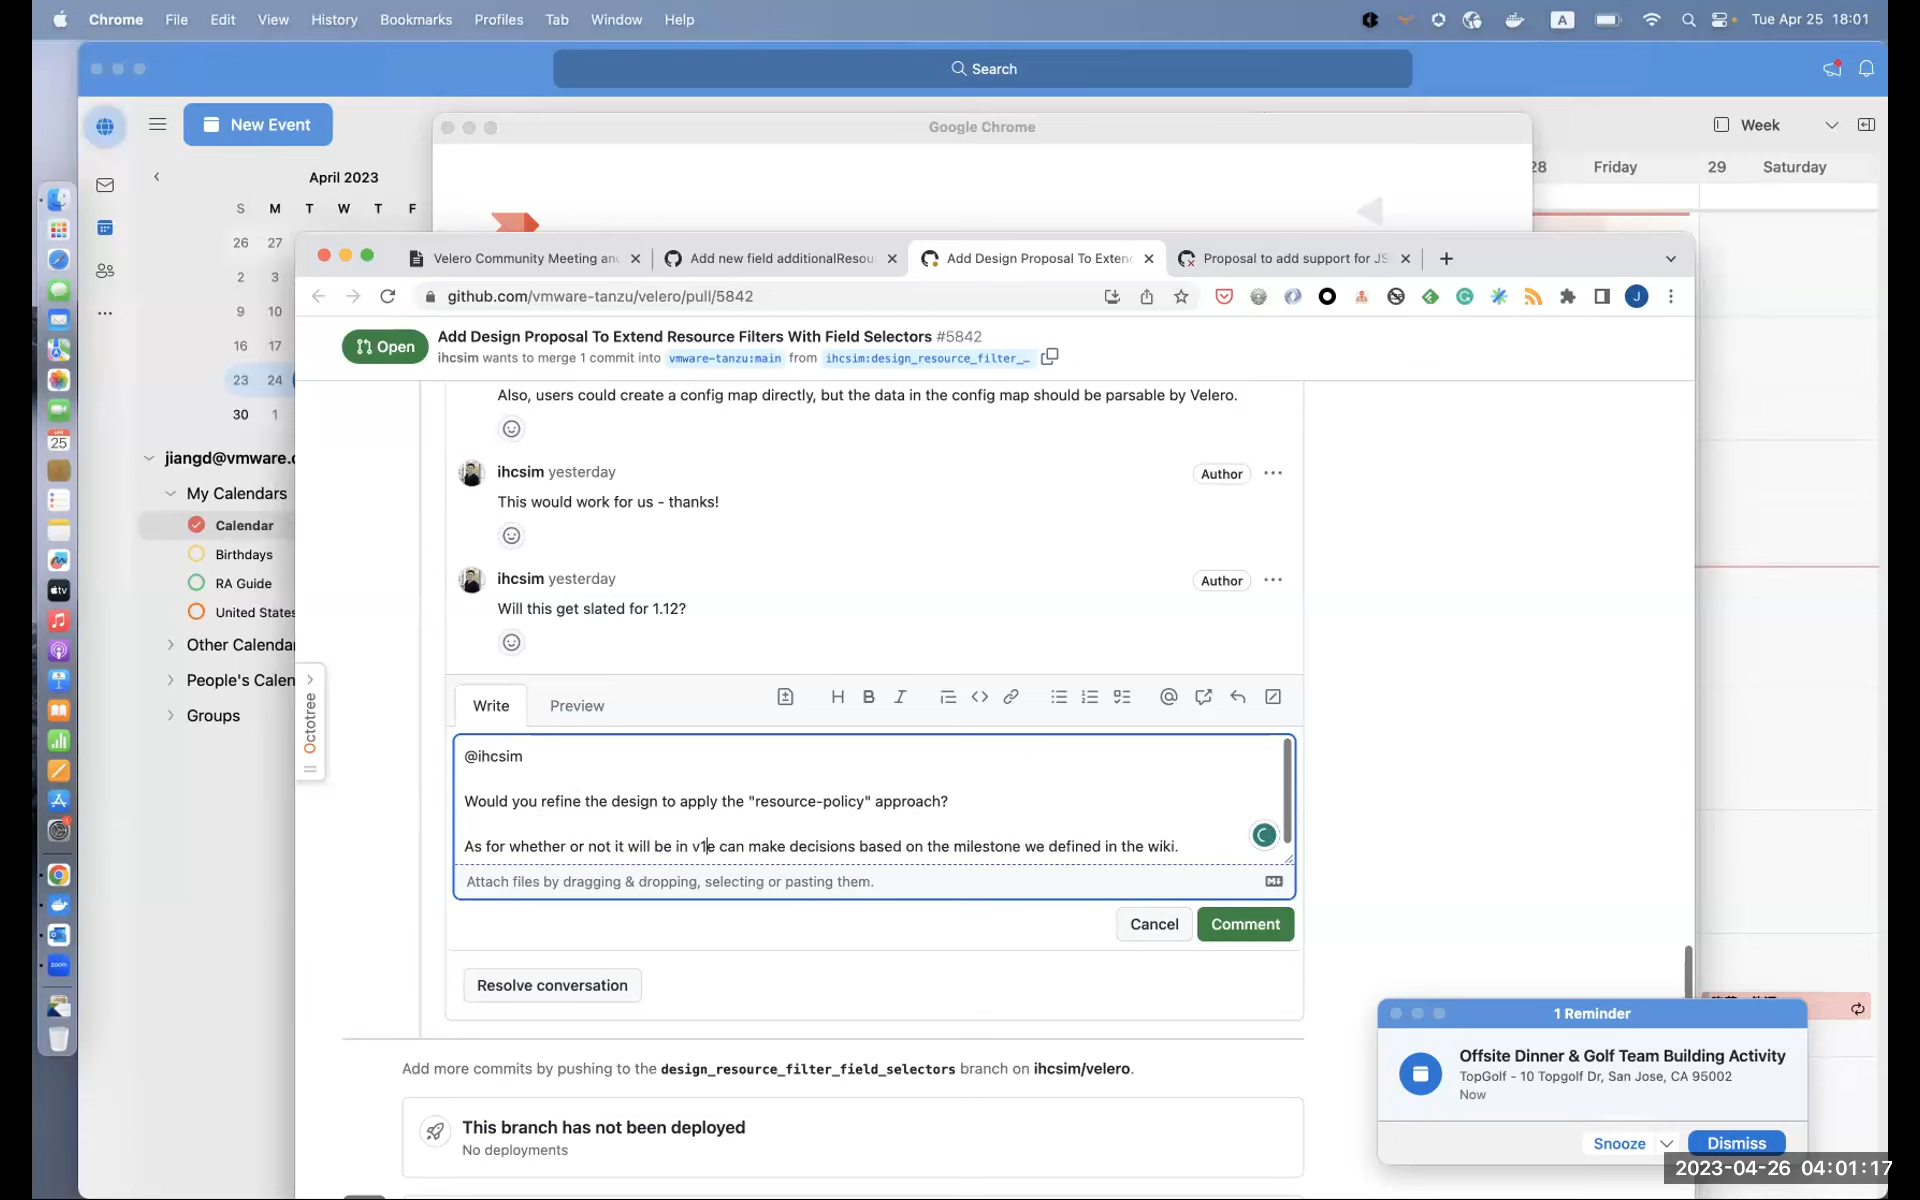 Chrome File Edit View History Bookmarks Profiles Tab Window Help
A
Tue Apr 25 18:01
Search
New Event
Google Chrome
Week
April 2023
28 Friday 29 Saturday
S M T W T F
26 27
2 3
9 10
16 17
23 24
30 1
Velero Community Meeting an
Add new field additionalResou
Add Design Proposal To Exten
Proposal to add support for JS
github.com/vmware-tanzu/velero/pull/5842
J
Open
Add Design Proposal To Extend Resource Filters With Field Selectors #5842
ihcsim wants to merge 1 commit into vmware-tanzu:main from ihcsim:design_resource_filter_…
Also, users could create a config map directly, but the data in the config map should be parsable by Velero.
jiangd@vmware.c
My Calendars
Calendar
Birthdays
RA Guide
United States
Other Calendar
People's Calen
Groups
ihcsim yesterday
Author
This would work for us - thanks!
ihcsim yesterday
Author
Will this get slated for 1.12?
Octotree
Write Preview
H B I
@ihcsim
Would you refine the design to apply the "resource-policy" approach?
As for whether or not it will be in v1e can make decisions based on the milestone we defined in the wiki.
Attach files by dragging & dropping, selecting or pasting them.
Cancel Comment
Resolve conversation
Add more commits by pushing to the design_resource_filter_field_selectors branch on ihcsim/velero.
This branch has not been deployed
No deployments
1 Reminder
Offsite Dinner & Golf Team Building Activity
TopGolf - 10 Topgolf Dr, San Jose, CA 95002
Now
Snooze Dismiss
25
tv
zoom
2023-04-26 04:01:17